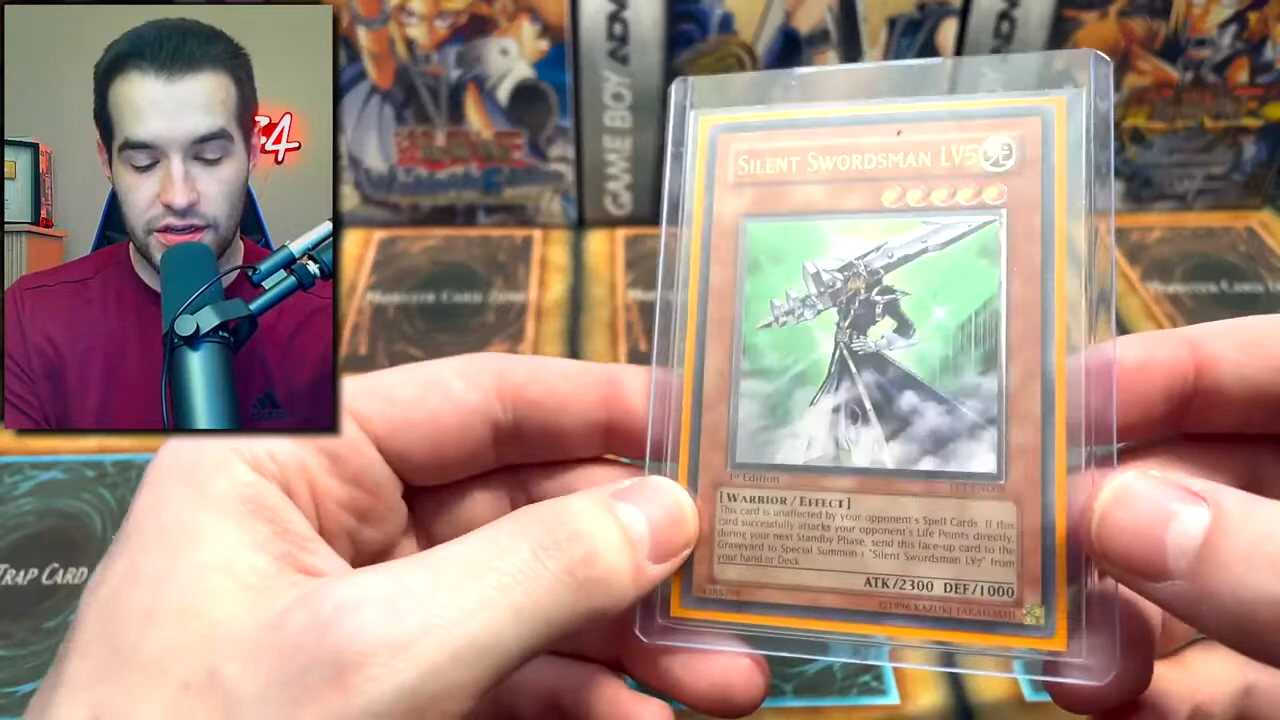 F4
GAME BOY ADV
MONSTER CARD ZONE
TRAP CARD
SILENT SWORDSMAN LV5
光
1st Edition
[WARRIOR/EFFECT]
This card is unaffected by your opponent's Spell Cards. If this
card successfully attacks your opponent's Life Points directly,
during your next Standby Phase, send this face-up card to the
Graveyard to Special Summon 1 "Silent Swordsman LV7" from
your hand or Deck.
ATK/2300 DEF/1000
©1996 KAZUKI TAKAHASHI